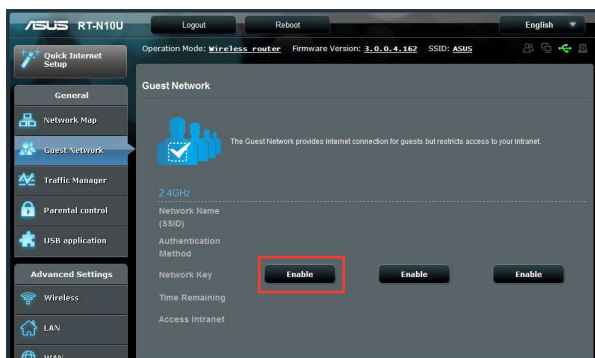 ASUS RT-N10U
Logout
Reboot
English
Quick Internet
Setup
Operation Mode: Wireless router Firmware Version: 3.0.0.4.162 SSID: ASUS
General
Network Map
Guest Network
Traffic Manager
Parental control
USB application
Advanced Settings
Wireless
LAN
WAN
Guest Network
The Guest Network provides Internet connection for guests but restricts access to your Intranet.
2.4GHz
Network Name
(SSID)
Authentication
Method
Network Key Enable Enable Enable
Time Remaining
Access Intranet